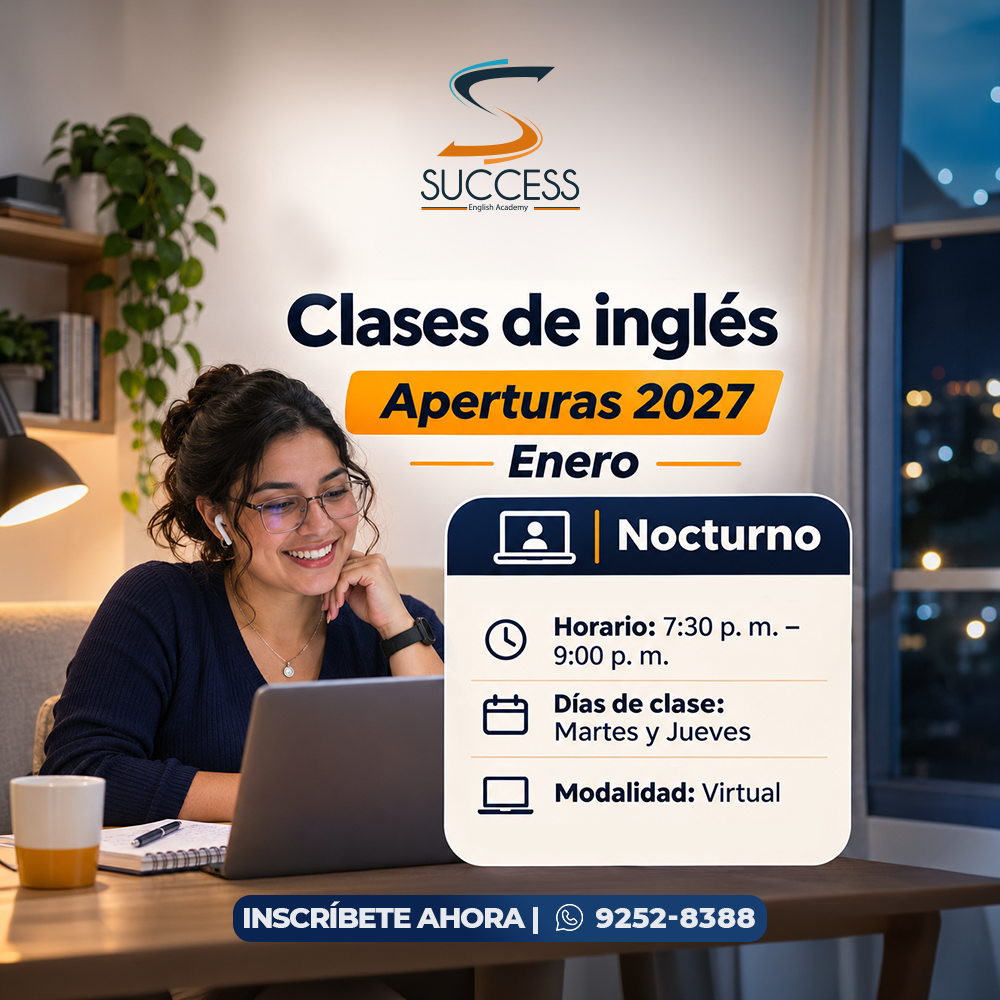 SUCCESS
English Academy
Clases de inglés
Aperturas 2027
Enero
Nocturno
Horario: 7:30 p. m. –
9:00 p. m.
Días de clase:
Martes y Jueves
Modalidad: Virtual
INSCRÍBETE AHORA | 9252-8388